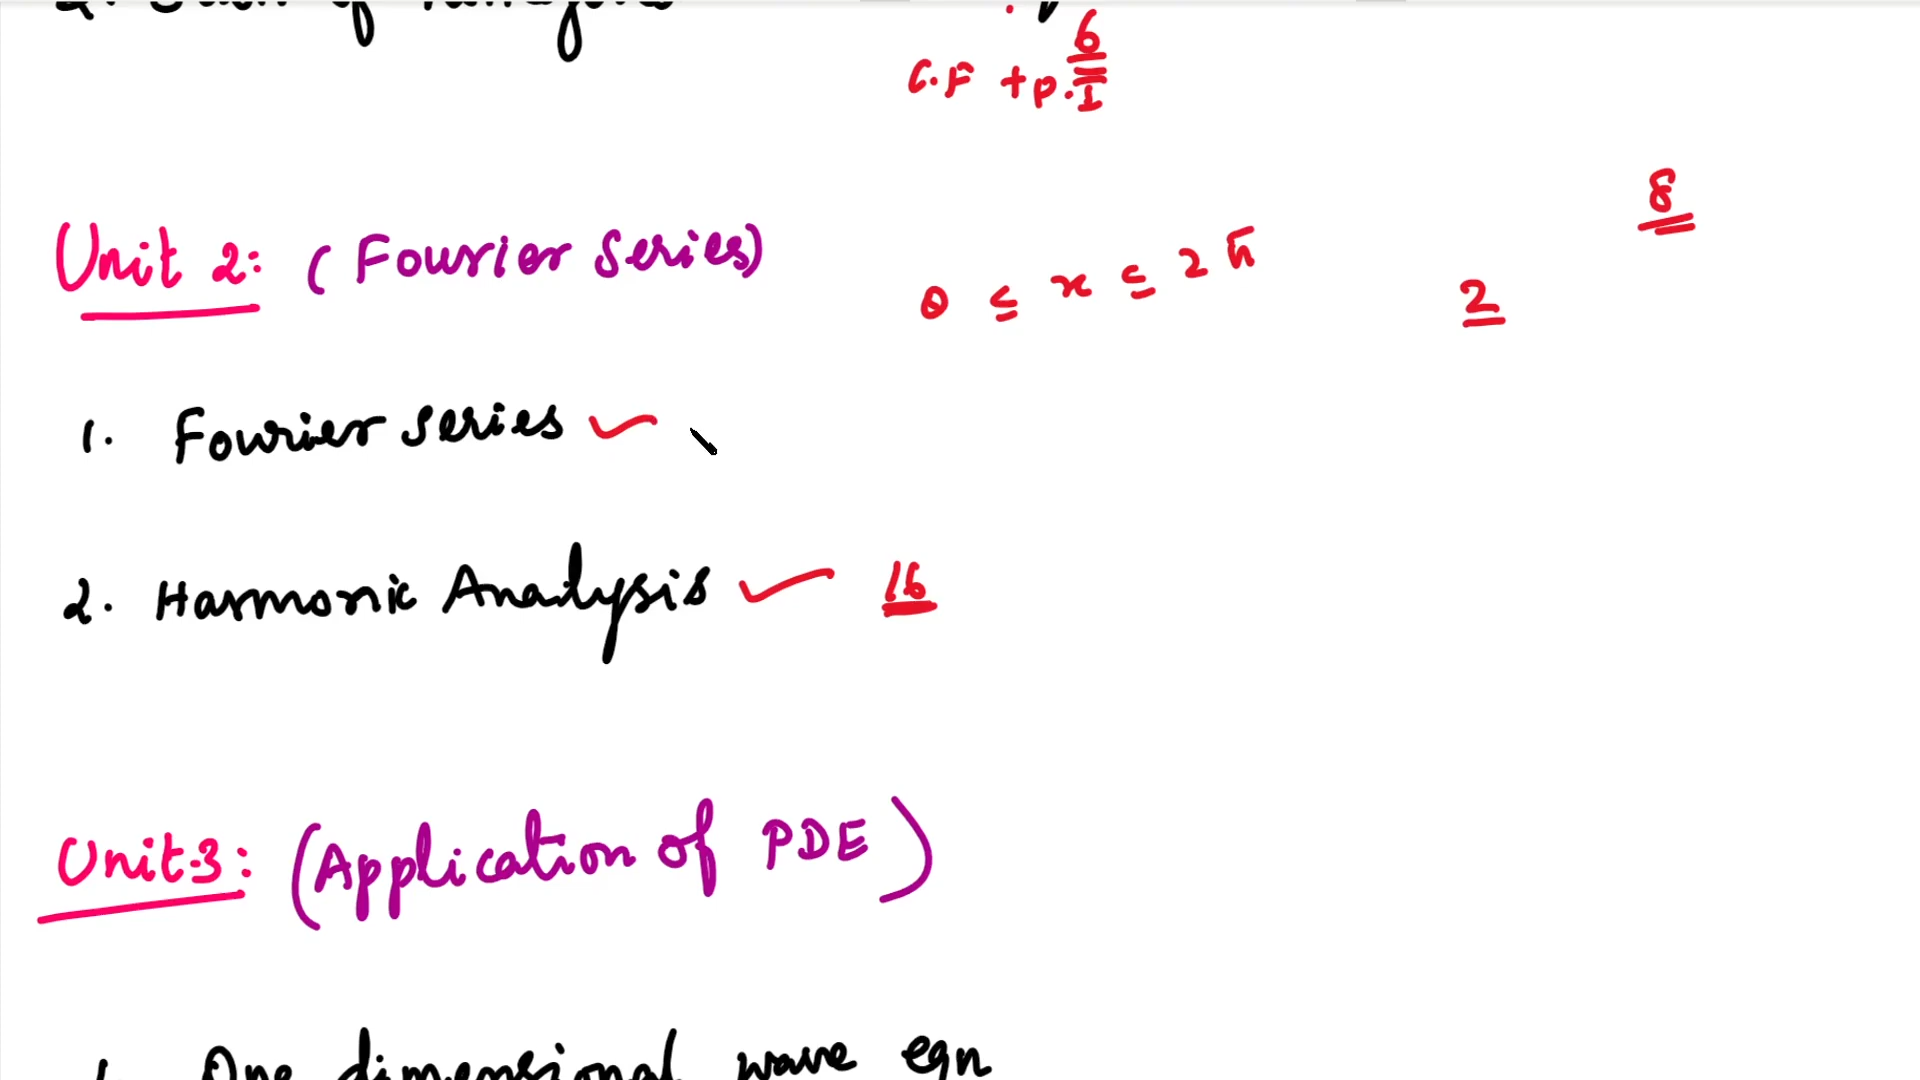 6
C.F + P.I
8
Unit 2: (Fourier Series)
0 ≤ x ≤ 2π
2
1. Fourier Series
2. Harmonic Analysis 16
Unit-3: (Application of PDE)
1. One dimensional wave eqn